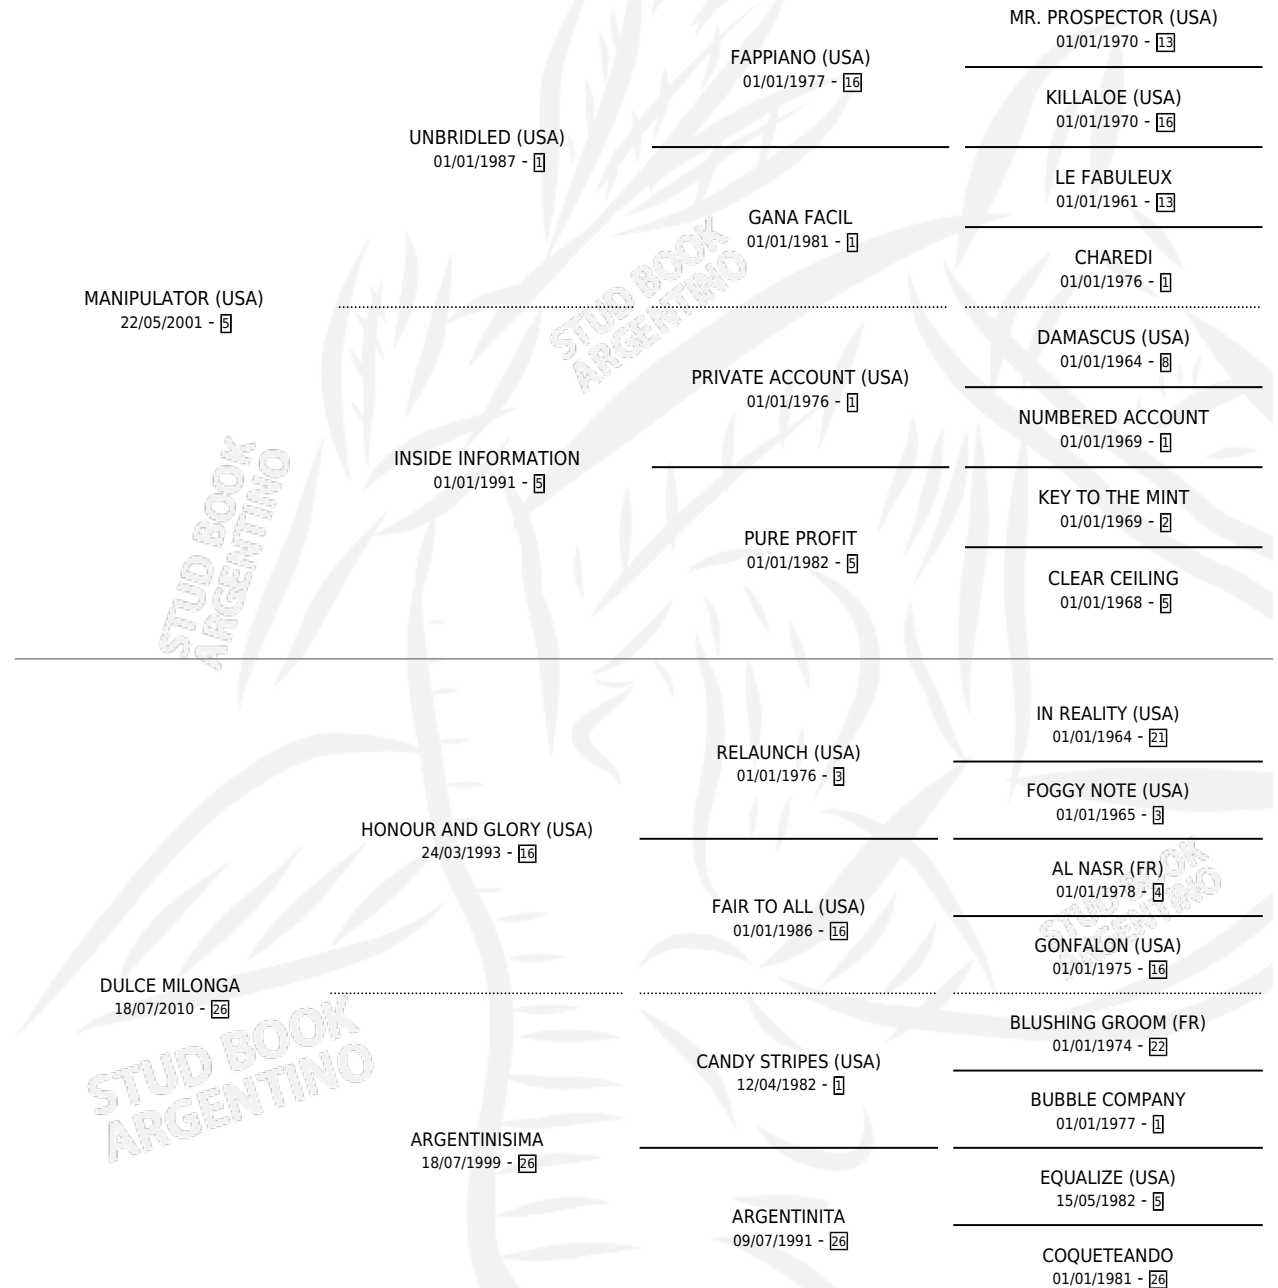 MR. PROSPECTOR (USA)
01/01/1970 - 13
FAPPIANO (USA)
01/01/1977 - 16
KILLALOE (USA)
01/01/1970 - 16
UNBRIDLED (USA)
01/01/1987 - 1
LE FABULEUX
01/01/1961 - 13
GANA FACIL
01/01/1981 - 1
CHAREDI
01/01/1976 - 1
MANIPULATOR (USA)
22/05/2001 - 5
DAMASCUS (USA)
01/01/1964 - 8
PRIVATE ACCOUNT (USA)
01/01/1976 - 1
NUMBERED ACCOUNT
01/01/1969 - 1
INSIDE INFORMATION
01/01/1991 - 5
KEY TO THE MINT
01/01/1969 - 2
PURE PROFIT
01/01/1982 - 5
CLEAR CEILING
01/01/1968 - 5
STUD BOOK
ARGENTINO
STUD BOOK
ARGENTINO
IN REALITY (USA)
01/01/1964 - 21
RELAUNCH (USA)
01/01/1976 - 3
FOGGY NOTE (USA)
01/01/1965 - 3
HONOUR AND GLORY (USA)
24/03/1993 - 16
AL NASR (FR)
01/01/1978 - 4
FAIR TO ALL (USA)
01/01/1986 - 16
GONFALON (USA)
01/01/1975 - 16
DULCE MILONGA
18/07/2010 - 26
BLUSHING GROOM (FR)
01/01/1974 - 22
CANDY STRIPES (USA)
12/04/1982 - 1
BUBBLE COMPANY
01/01/1977 - 1
ARGENTINISIMA
18/07/1999 - 26
EQUALIZE (USA)
15/05/1982 - 5
ARGENTINITA
09/07/1991 - 26
COQUETEANDO
01/01/1981 - 26
STUD BOOK
ARGENTINO
STUD BOOK
ARGENTINO